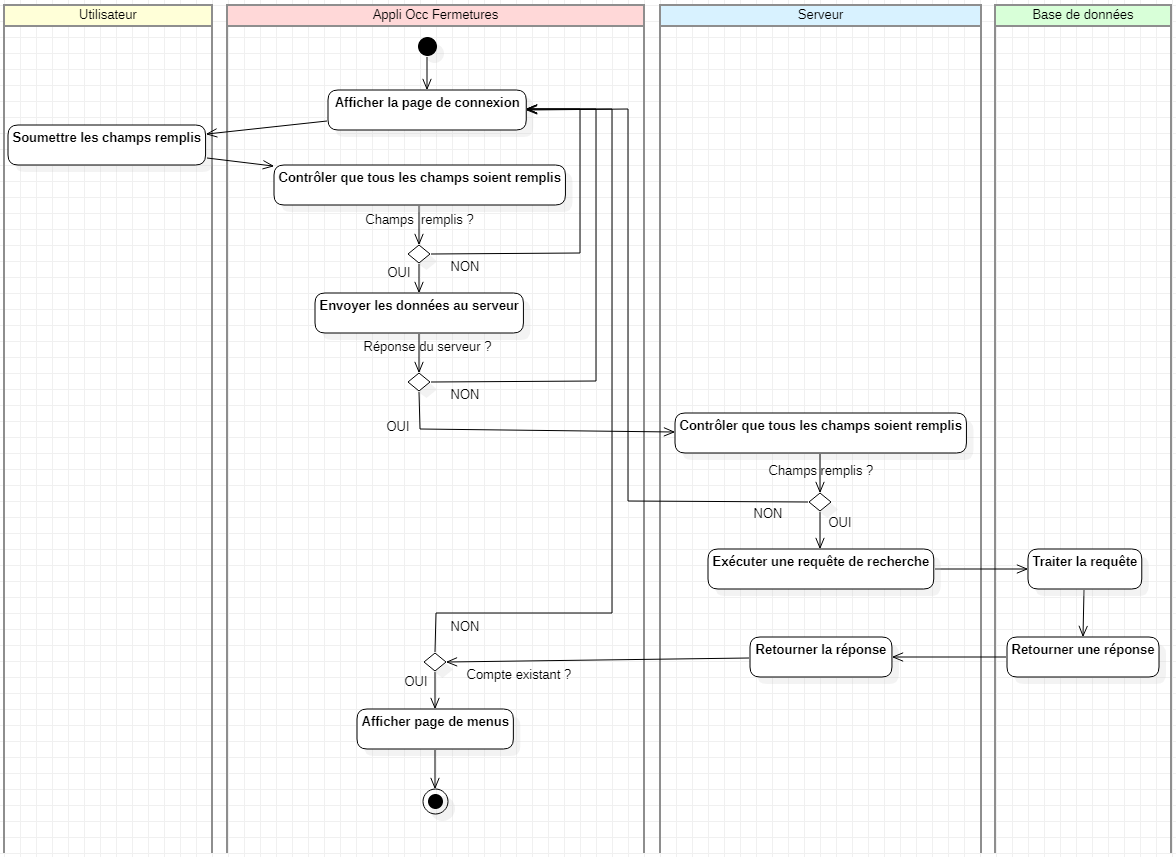 Utilisateur
Appli Occ Fermetures
Serveur
Base de données
Afficher la page de connexion
Soumettre les champs remplis
Contrôler que tous les champs soient remplis
Champs remplis ?
OUI
NON
Envoyer les données au serveur
Réponse du serveur ?
NON
OUI
Contrôler que tous les champs soient remplis
Champs remplis ?
NON
OUI
Exécuter une requête de recherche
Traiter la requête
NON
Retourner la réponse
Retourner une réponse
Compte existant ?
OUI
Afficher page de menus